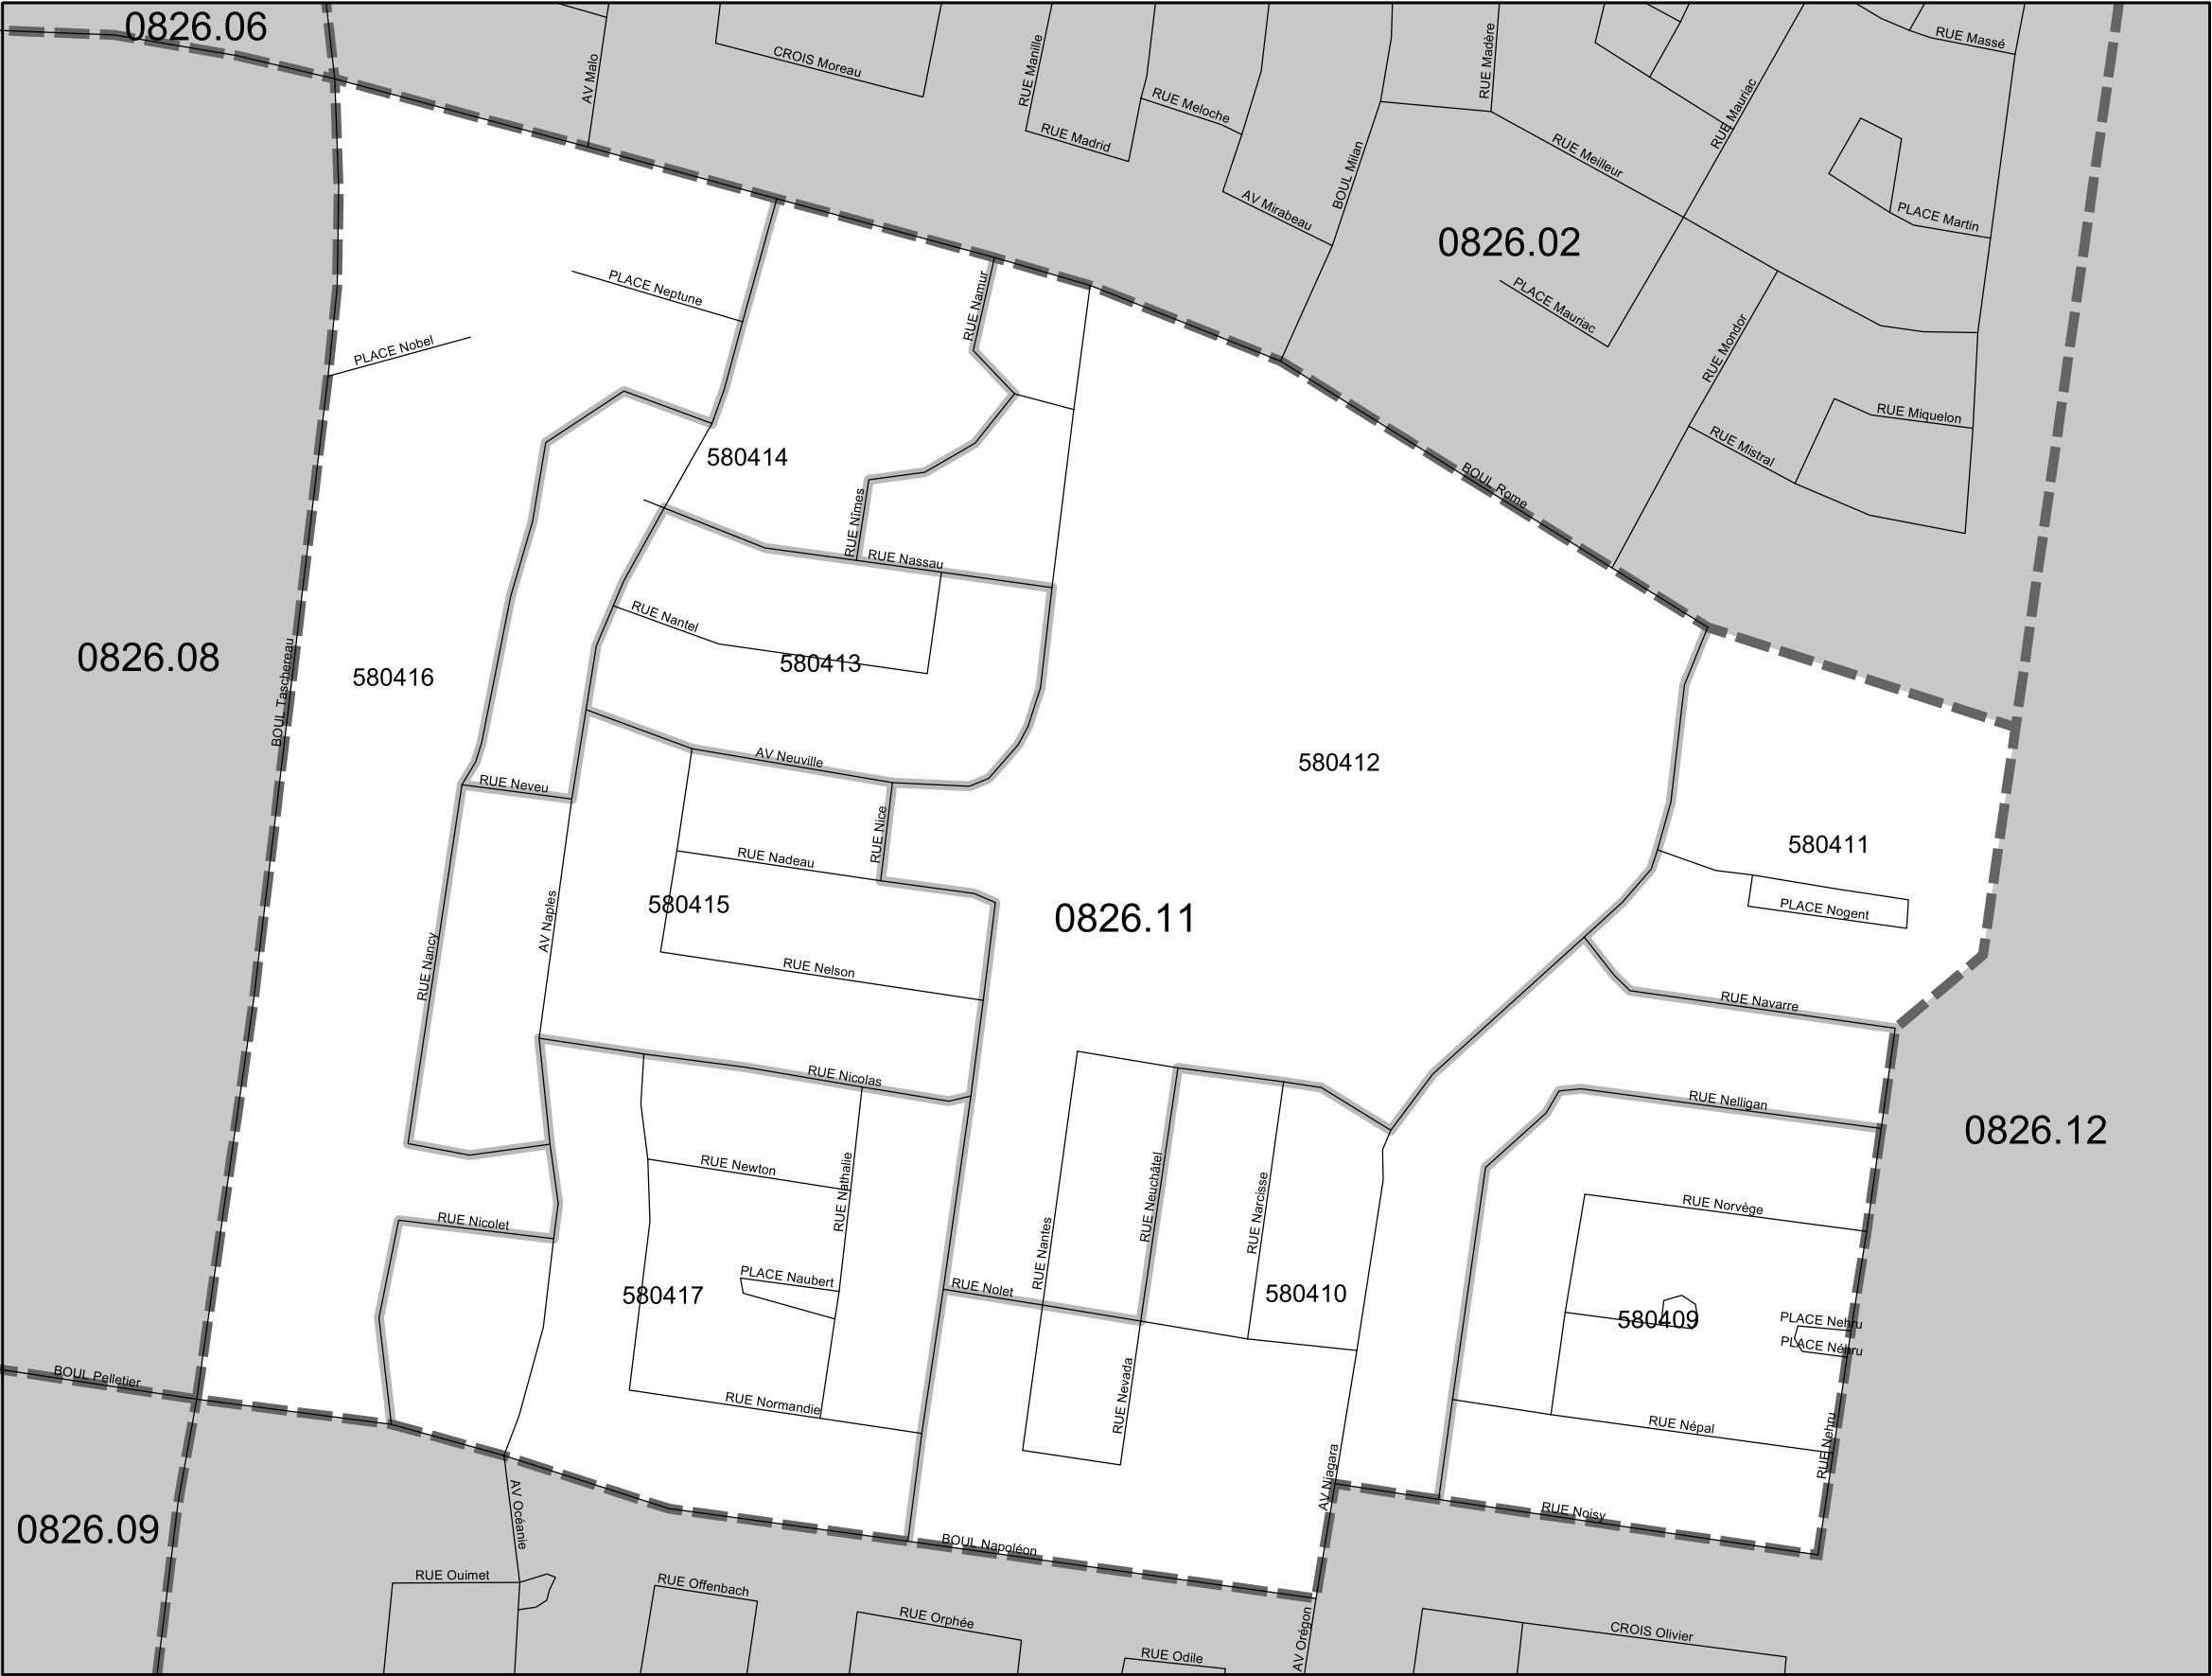 0826.06
AV Malo
CROIS Moreau
RUE Manille
RUE Madrid
RUE Meloche
AV Mirabeau
BOUL Milan
RUE Madère
RUE Meilleur
RUE Mauriac
RUE Massé
PLACE Martin
0826.02
PLACE Mauriac
RUE Mondor
RUE Miquelon
RUE Mistral
BOUL Rome
PLACE Neptune
PLACE Nobel
RUE Namur
580414
RUE Nîmes
RUE Nassau
RUE Nantel
580413
0826.08
BOUL Taschereau
580416
AV Neuville
RUE Neveu
580412
RUE Nice
RUE Nadeau
580411
580415
PLACE Nogent
0826.11
AV Naples
RUE Nancy
RUE Nelson
RUE Navarre
RUE Nicolas
RUE Nelligan
0826.12
RUE Newton
RUE Nathalie
RUE Neuchâtel
RUE Narcisse
RUE Nantes
RUE Norvège
RUE Nicolet
PLACE Naubert
580417
RUE Nolet
580410
580409
PLACE Nehru
PLACE Néhru
BOUL Pelletier
RUE Normandie
RUE Nevada
RUE Népal
RUE Nehru
AV Niagara
RUE Noisy
0826.09
AV Océanie
BOUL Napoléon
RUE Ouimet
RUE Offenbach
RUE Orphée
RUE Odile
AV Orégon
CROIS Olivier